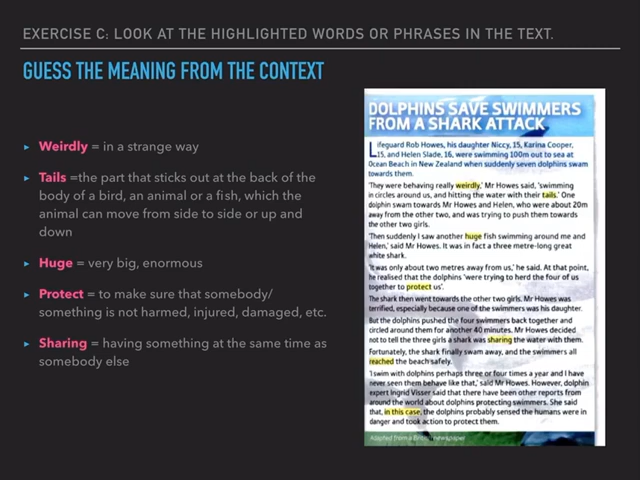 EXERCISE C: LOOK AT THE HIGHLIGHTED WORDS OR PHRASES IN THE TEXT.
GUESS THE MEANING FROM THE CONTEXT
▸ Weirdly = in a strange way
▸ Tails =the part that sticks out at the back of the
body of a bird, an animal or a fish, which the
animal can move from side to side or up and
down
▸ Huge = very big, enormous
▸ Protect = to make sure that somebody/
something is not harmed, injured, damaged, etc.
▸ Sharing = having something at the same time as
somebody else
DOLPHINS SAVE SWIMMERS
FROM A SHARK ATTACK
Lifeguard Rob Howes, his daughter Niccy, 15, Karina Cooper,
15, and Helen Slade, 16, were swimming 100m out to sea at
Ocean Beach in New Zealand when suddenly seven dolphins swam
towards them.
'They were behaving really weirdly,' Mr Howes said, 'swimming
in circles around us, and hitting the water with their tails.' One
dolphin swam towards Mr Howes and Helen, who were about 20m
away from the other two, and was trying to push them towards
the other two girls.
'Then suddenly I saw another huge fish swimming around me and
Helen,' said Mr Howes. It was in fact a three metre-long great
white shark.
'It was only about two metres away from us,' he said. At that point,
he realised that the dolphins 'were trying to herd the four of us
together to protect us'.
The shark then went towards the other two girls. Mr Howes was
terrified, especially because one of the swimmers was his daughter.
But the dolphins pushed the four swimmers back together and
circled around them for another 40 minutes. Mr Howes decided
not to tell the three girls a shark was sharing the water with them.
Fortunately, the shark finally swam away, and the swimmers all
reached the beach safely.
'I swim with dolphins perhaps three or four times a year and I have
never seen them behave like that,' said Mr Howes. However, dolphin
expert Ingrid Visser said that there have been other reports from
around the world about dolphins protecting swimmers. She said
that, in this case, the dolphins probably sensed the humans were in
danger and took action to protect them.
Adapted from a British newspaper